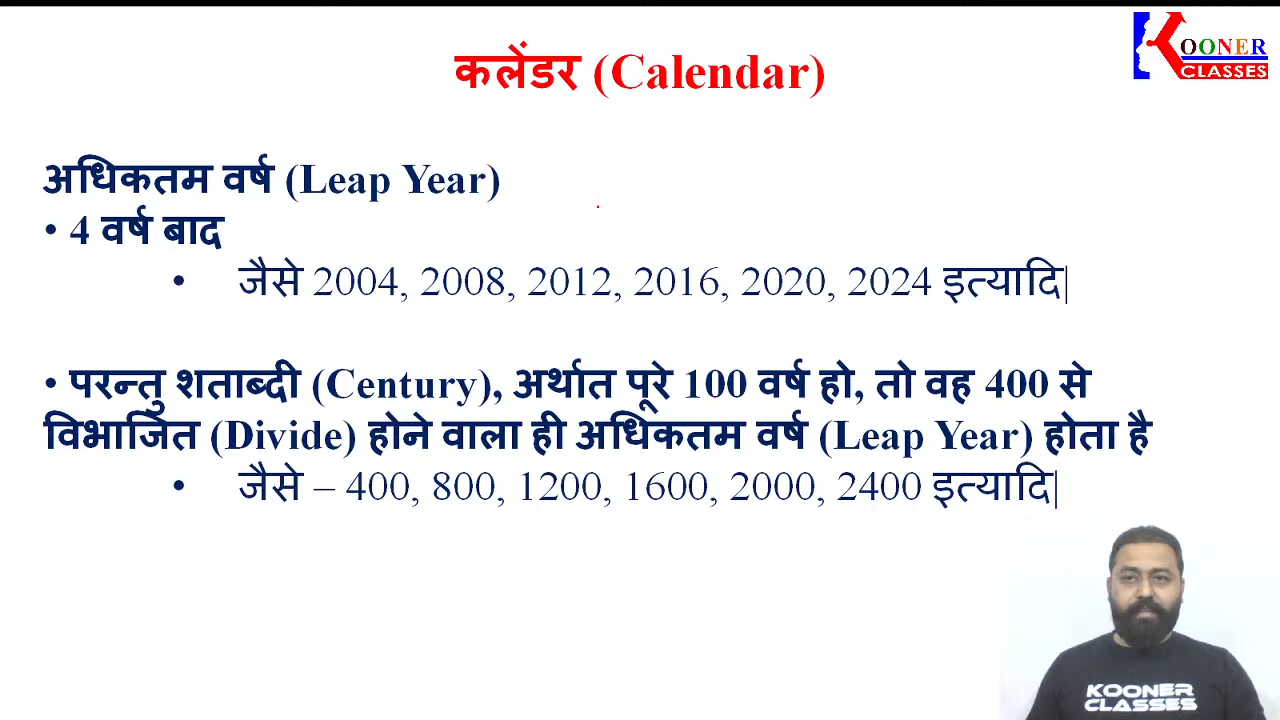 कलेंडर (Calendar)
KOONER
CLASSES
अधिकतम वर्ष (Leap Year)
• 4 वर्ष बाद
• जैसे 2004, 2008, 2012, 2016, 2020, 2024 इत्यादि|
• परन्तु शताब्दी (Century), अर्थात पूरे 100 वर्ष हो, तो वह 400 से
विभाजित (Divide) होने वाला ही अधिकतम वर्ष (Leap Year) होता है
• जैसे – 400, 800, 1200, 1600, 2000, 2400 इत्यादि|
KOONER
CLASSES